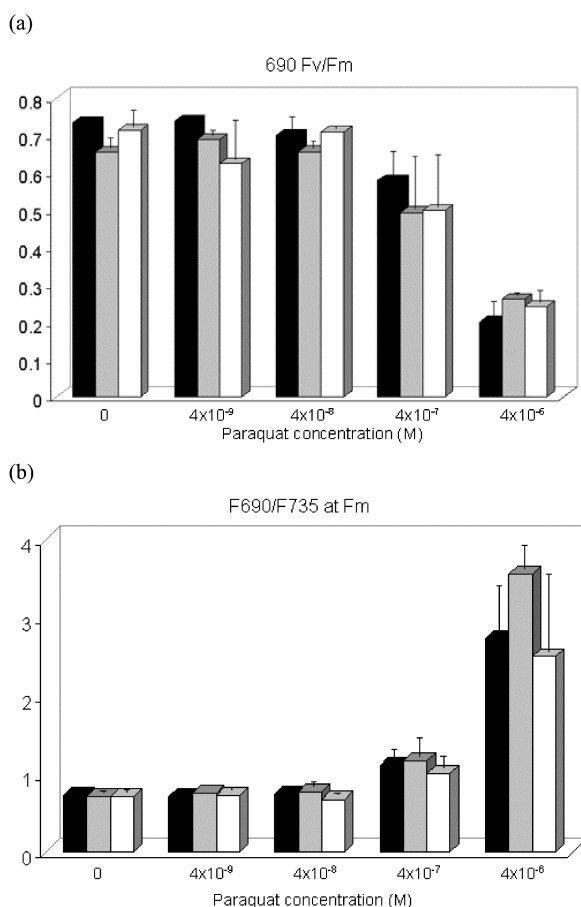 (a)
690 Fv/Fm
0.8
0.7
0.6
0.5
0.4
0.3
0.2
0.1
0
0 4x10⁻⁹ 4x10⁻⁸ 4x10⁻⁷ 4x10⁻⁶
Paraquat concentration (M)
(b)
F690/F735 at Fm
4
3
2
1
0
0 4x10⁻⁹ 4x10⁻⁸ 4x10⁻⁷ 4x10⁻⁶
Paraquat concentration (M)